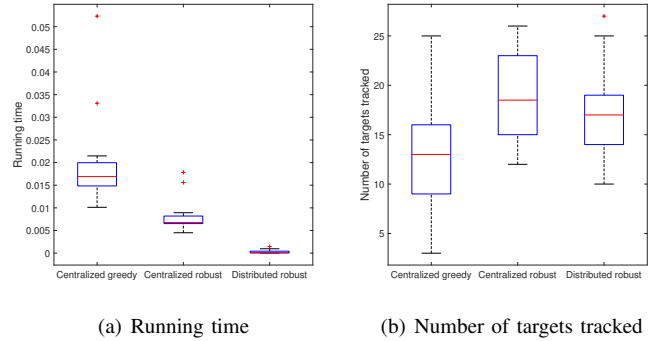 0.05
0.045
0.04
0.035
0.03
0.025
0.02
0.015
0.01
0.005
0
Running time
Centralized greedy Centralized robust Distributed robust
(a) Running time
25
20
15
10
5
Number of targets tracked
Centralized greedy Centralized robust Distributed robust
(b) Number of targets tracked